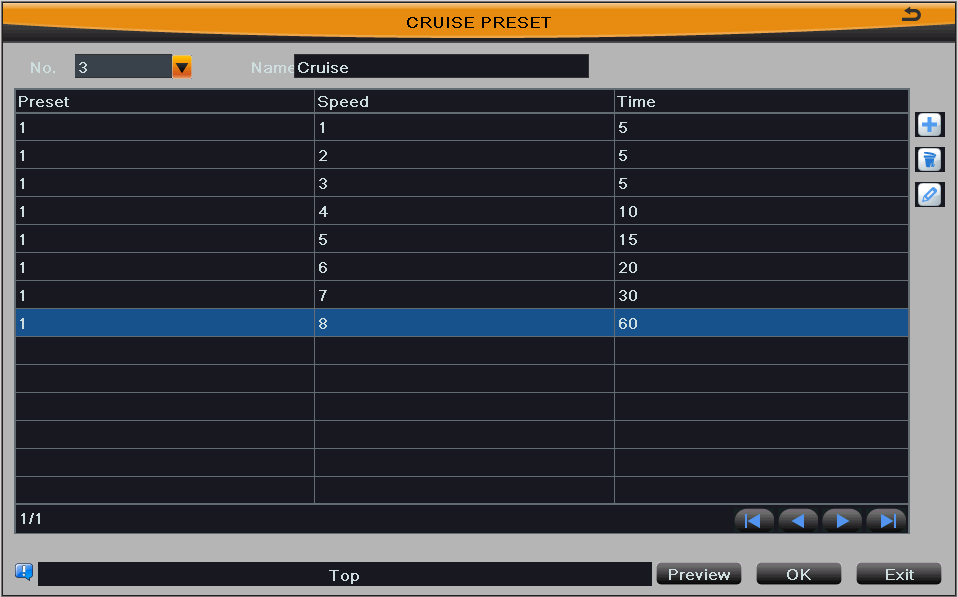 CRUISE PRESET
No. 3 Name Cruise
Preset Speed Time
1 1 5
1 2 5
1 3 5
1 4 10
1 5 15
1 6 20
1 7 30
1 8 60
1/1
Top Preview OK Exit